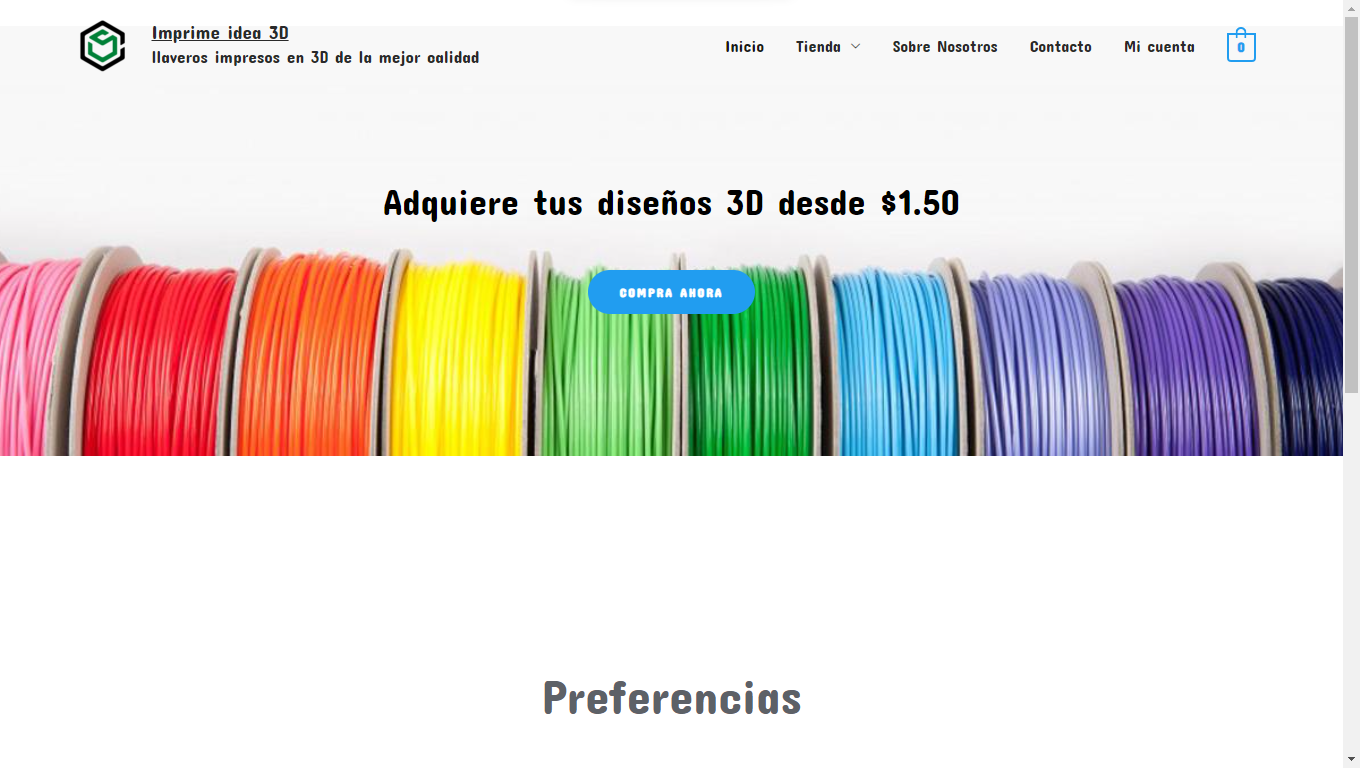 Imprime idea 3D
llaveros impresos en 3D de la mejor calidad
Inicio
Tienda
Sobre Nosotros
Contacto
Mi cuenta
0
Adquiere tus diseños 3D desde $1.50
COMPRA AHORA
Preferencias